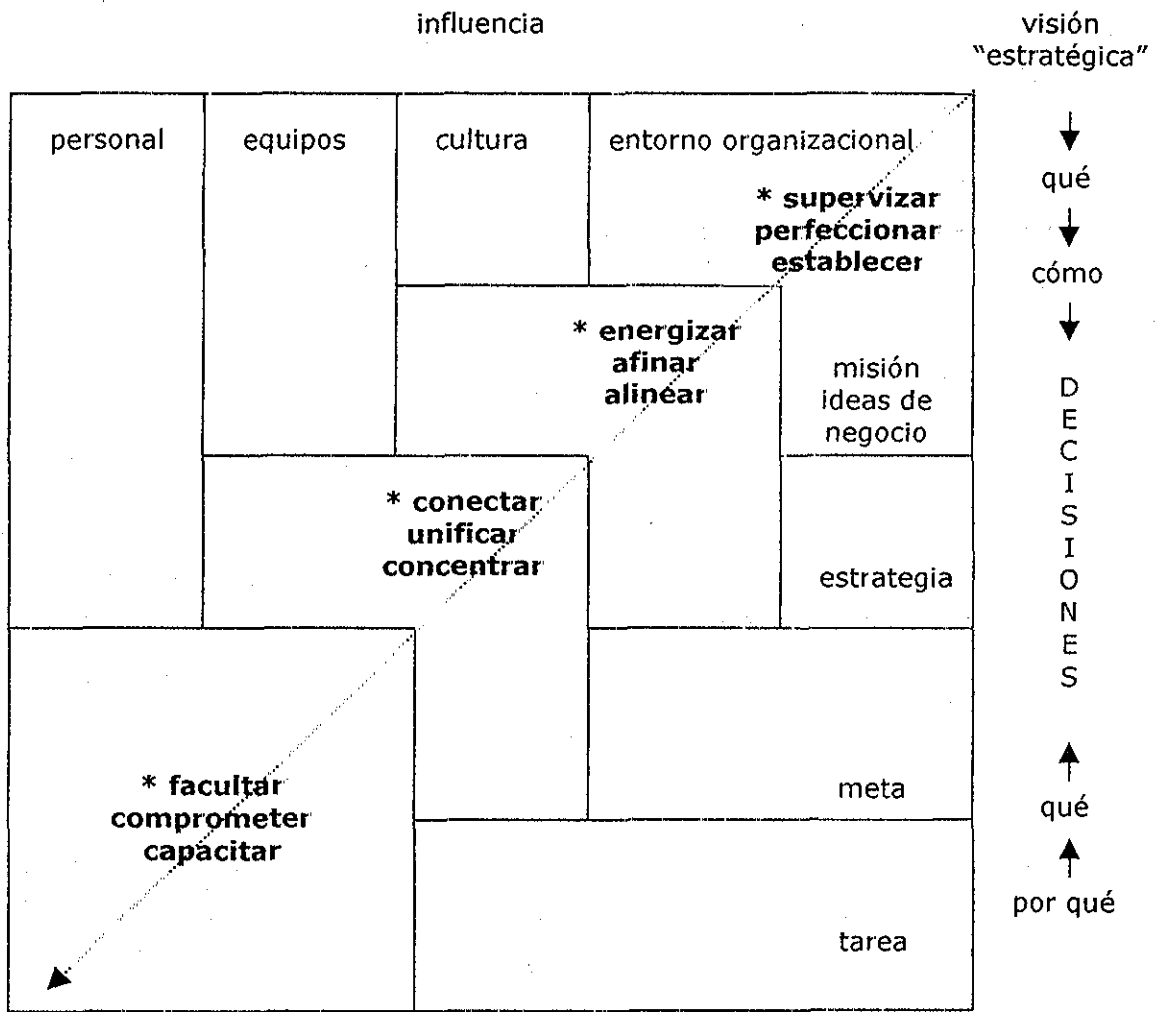 influencia
visión
"estratégica"
personal
equipos
cultura
entorno organizacional
* supervizar
perfeccionar
establecer
qué
cómo
* energizar
afinar
alinear
misión
ideas de
negocio
D
E
C
I
S
I
O
N
E
S
* conectar
unificar
concentrar
estrategia
* facultar
comprometer
capacitar
meta
qué
por qué
tarea